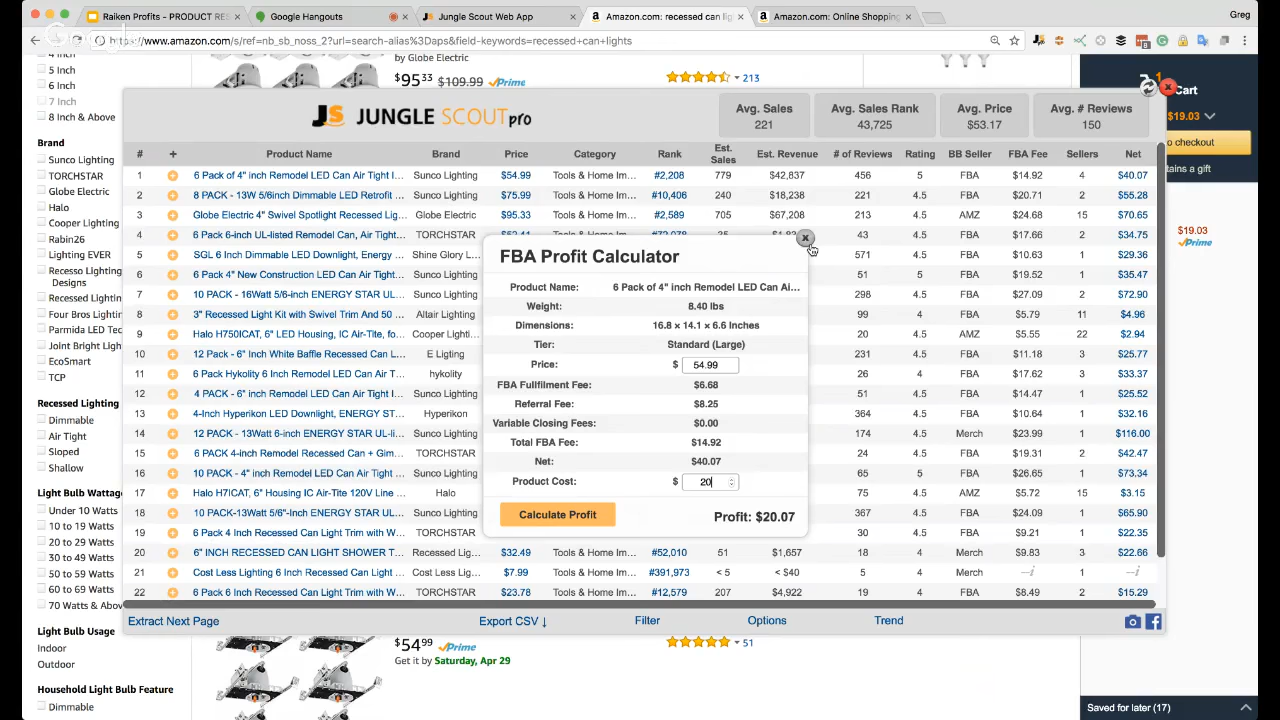 Raiken Profits - PRODUCT RES
Google Hangouts
Jungle Scout Web App
Amazon.com: recessed can lig
Amazon.com: Online Shopping
Greg
https://www.amazon.com/s/ref=nb_sb_noss_2?url=search-alias%3Daps&field-keywords=recessed+can+lights
4 Inch
5 Inch
6 Inch
7 Inch
8 Inch & Above
Brand
Sunco Lighting
TORCHSTAR
Globe Electric
Halo
Cooper Lighting
Rabin26
Lighting EVER
Recesso Lighting
Designs
Recessed Lighting
Four Bros Lighting
Parmida LED Tec
Joint Bright Ligh
EcoSmart
TCP
Recessed Lighting
Dimmable
Air Tight
Sloped
Shallow
Light Bulb Wattag
Under 10 Watts
10 to 19 Watts
20 to 29 Watts
30 to 49 Watts
50 to 59 Watts
60 to 69 Watts
70 Watts & Abov
Light Bulb Usage
Indoor
Outdoor
Household Light Bulb Feature
Dimmable
by Globe Electric
$95 33 $109.99 Prime
213
JS JUNGLE SCOUT pro
Avg. Sales
221
Avg. Sales Rank
43,725
Avg. Price
$53.17
Avg. # Reviews
150
# + Product Name Brand Price Category Rank Est. Sales Est. Revenue # of Reviews Rating BB Seller FBA Fee Sellers Net
1 6 Pack of 4" inch Remodel LED Can Air Tight I... Sunco Lighting $54.99 Tools & Home Im... #2,208 779 $42,837 456 5 FBA $14.92 4 $40.07
2 8 PACK - 13W 5/6inch Dimmable LED Retrofit ... Sunco Lighting $75.99 Tools & Home Im... #10,406 240 $18,238 221 4.5 FBA $20.71 2 $55.28
3 Globe Electric 4" Swivel Spotlight Recessed Lig... Globe Electric $95.33 Tools & Home Im... #2,589 705 $67,208 213 4.5 AMZ $24.68 15 $70.65
4 6 Pack 6-inch UL-listed Remodel Can, Air Tight... TORCHSTAR 43 4.5 FBA $17.66 2 $34.75
5 SGL 6 Inch Dimmable LED Downlight, Energy ... Shine Glory L... 571 4.5 FBA $10.63 1 $29.36
6 6 Pack 4" New Construction LED Can Air Tight... Sunco Lighting 51 5 FBA $19.52 1 $35.47
7 10 PACK - 16Watt 5/6-inch ENERGY STAR UL... Sunco Lighting 298 4.5 FBA $27.09 2 $72.90
8 3" Recessed Light Kit with Swivel Trim And 50 ... Altair Lighting 99 4 FBA $5.79 11 $4.96
9 Halo H750ICAT, 6" LED Housing, IC Air-Tite, fo... Cooper Lighti... 20 4.5 AMZ $5.55 22 $2.94
10 12 Pack - 6" Inch White Baffle Recessed Can L... E Ligting 231 4.5 FBA $11.18 3 $25.77
11 6 Pack Hykolity 6 Inch Remodel Recessed Can... hykolity 26 4 FBA $17.62 3 $33.37
12 4 PACK - 6" inch Remodel LED Can Air Tight I... Sunco Lighting 51 4.5 FBA $14.47 1 $25.52
13 4-Inch Hyperikon LED Downlight, ENERGY ST... Hyperikon 364 4.5 FBA $10.64 1 $32.16
14 12 PACK - 13Watt 6-inch ENERGY STAR UL-li... Sunco Lighting 174 4.5 Merch $23.99 1 $116.00
15 6 PACK 4-inch Remodel Recessed Can + Gim... TORCHSTAR 24 4.5 FBA $19.31 2 $42.47
16 10 PACK - 4" inch Remodel LED Can Air Tight ... Sunco Lighting 65 5 FBA $26.65 1 $73.34
17 Halo H7ICAT, 6" Housing IC Air-Tite 120V Line ... Halo 75 4.5 AMZ $5.72 15 $3.15
18 10 PACK-13Watt 5/6"-Inch ENERGY STAR UL... Sunco Lighting 367 4.5 FBA $24.09 1 $65.90
19 6 Pack 4 Inch Recessed Can Light Trim with W... TORCHSTAR 30 4.5 FBA $9.21 1 $22.35
20 6" INCH RECESSED CAN LIGHT SHOWER T... Recessed Lig... $32.49 Tools & Home Im... #52,010 51 $1,657 18 4 Merch $9.83 3 $22.66
21 Cost Less Lighting 6 Inch Recessed Can Light ... Cost Less Lig... $7.99 Tools & Home Im... #391,973 < 5 < $40 5 4 Merch --i 1 --i
22 6 Pack 6 Inch Recessed Can Light Trim with W... TORCHSTAR $23.78 Tools & Home Im... #12,579 207 $4,922 19 4 FBA $8.49 2 $15.29
FBA Profit Calculator
Product Name: 6 Pack of 4" inch Remodel LED Can Ai...
Weight: 8.40 lbs
Dimensions: 16.8 × 14.1 × 6.6 Inches
Tier: Standard (Large)
Price: $ 54.99
FBA Fullfilment Fee: $6.68
Referral Fee: $8.25
Variable Closing Fees: $0.00
Total FBA Fee: $14.92
Net: $40.07
Product Cost: $ 20
Calculate Profit Profit: $20.07
Extract Next Page Export CSV ↓ Filter Options Trend
$54 99 Prime
51
Get it by Saturday, Apr 29
1
Cart
$19.03
o checkout
tains a gift
$19.03
Prime
Saved for later (17)